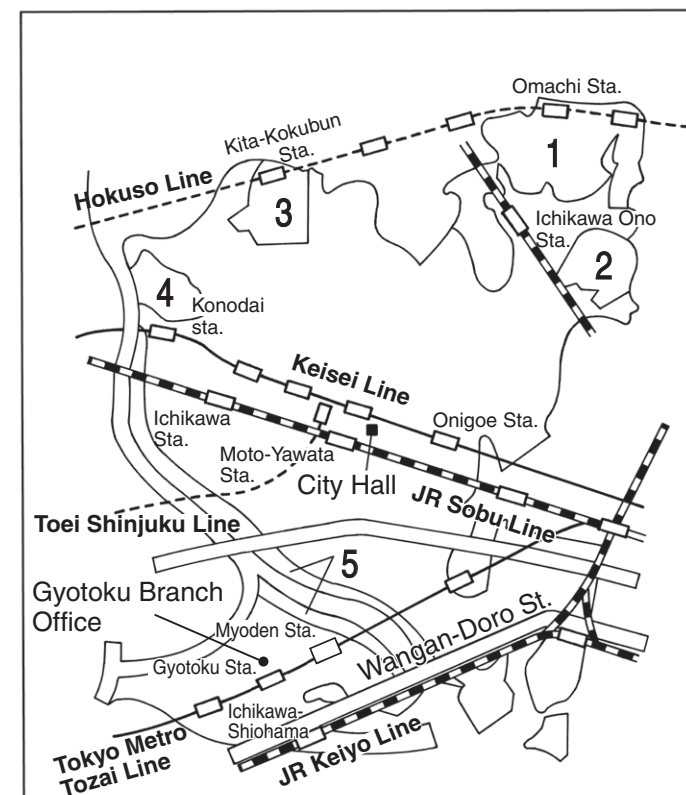 Omachi Sta.
Kita-Kokubun
Sta.
1
Hokuso Line
3
Ichikawa Ono
Sta.
2
4
Konodai
sta.
Keisei Line
Ichikawa
Sta.
Onigoe Sta.
Moto-Yawata
Sta.
City Hall
JR Sobu Line
Toei Shinjuku Line
5
Gyotoku Branch
Office
Myoden Sta.
Wangan-Doro St.
Gyotoku Sta.
Ichikawa-
Shiohama
Tokyo Metro
Tozai Line
JR Keiyo Line